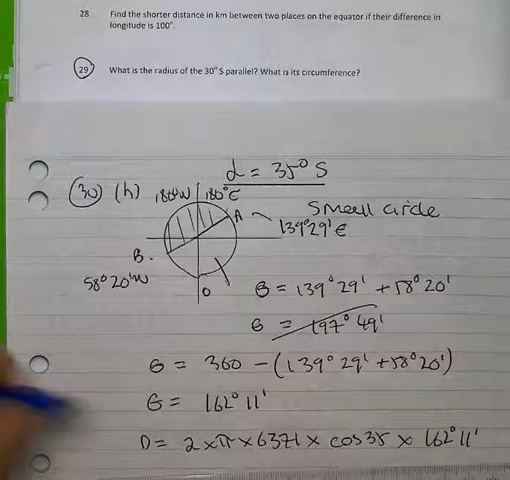 28 Find the shorter distance in km between two places on the equator if their difference in
longitude is 100°.
29 What is the radius of the 30° S parallel? What is its circumference?
α = 35° S
30 (h) 180°W 180°E
A Small circle
139°29' E
B.
58° 20' W
0
θ = 139° 29' + 58° 20'
θ = 197° 49'
θ = 360 - (139° 29' + 58° 20')
θ = 162° 11'
D = 2 × π × 6371 × cos 35 × 162° 11'